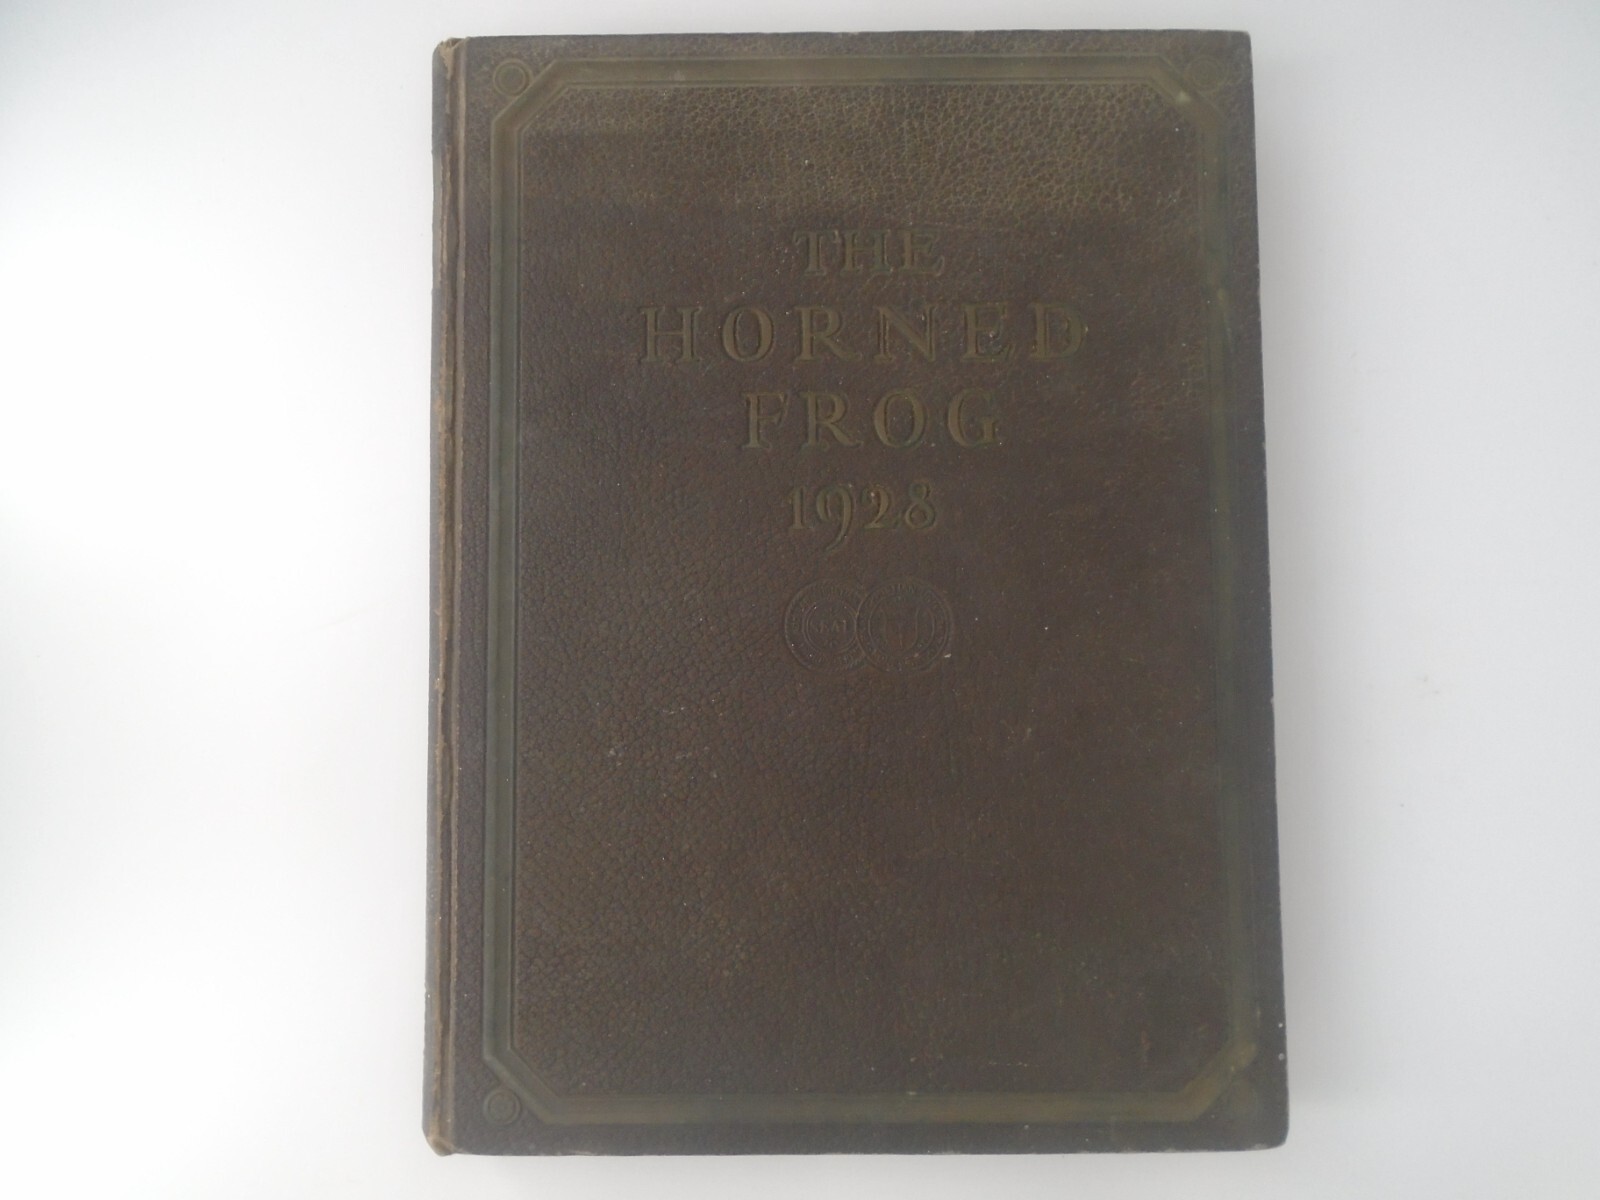 THE
HORNED
FROG
1928